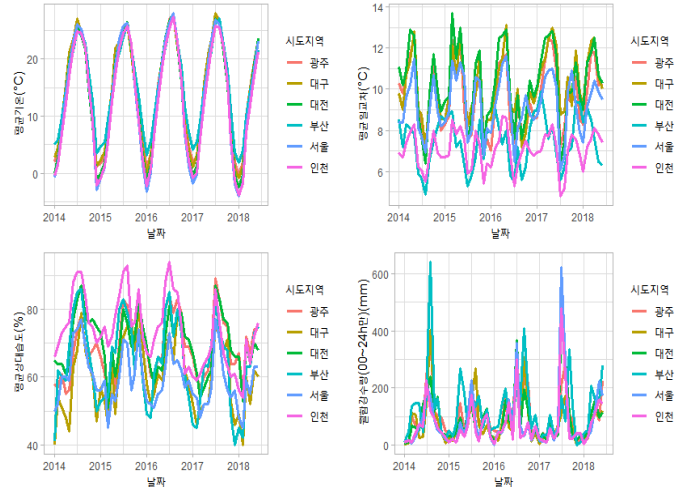 평균기온(°C)
20
10
0
2014
2015
2016
2017
2018
날짜
시도지역
광주
대구
대전
부산
서울
인천
평균일교차(°C)
14
12
10
8
6
2014
2015
2016
2017
2018
날짜
시도지역
광주
대구
대전
부산
서울
인천
평균상대습도(%)
80
60
40
2014
2015
2016
2017
2018
날짜
시도지역
광주
대구
대전
부산
서울
인천
월합강수량(00~24h만)(mm)
600
400
200
0
2014
2015
2016
2017
2018
날짜
시도지역
광주
대구
대전
부산
서울
인천